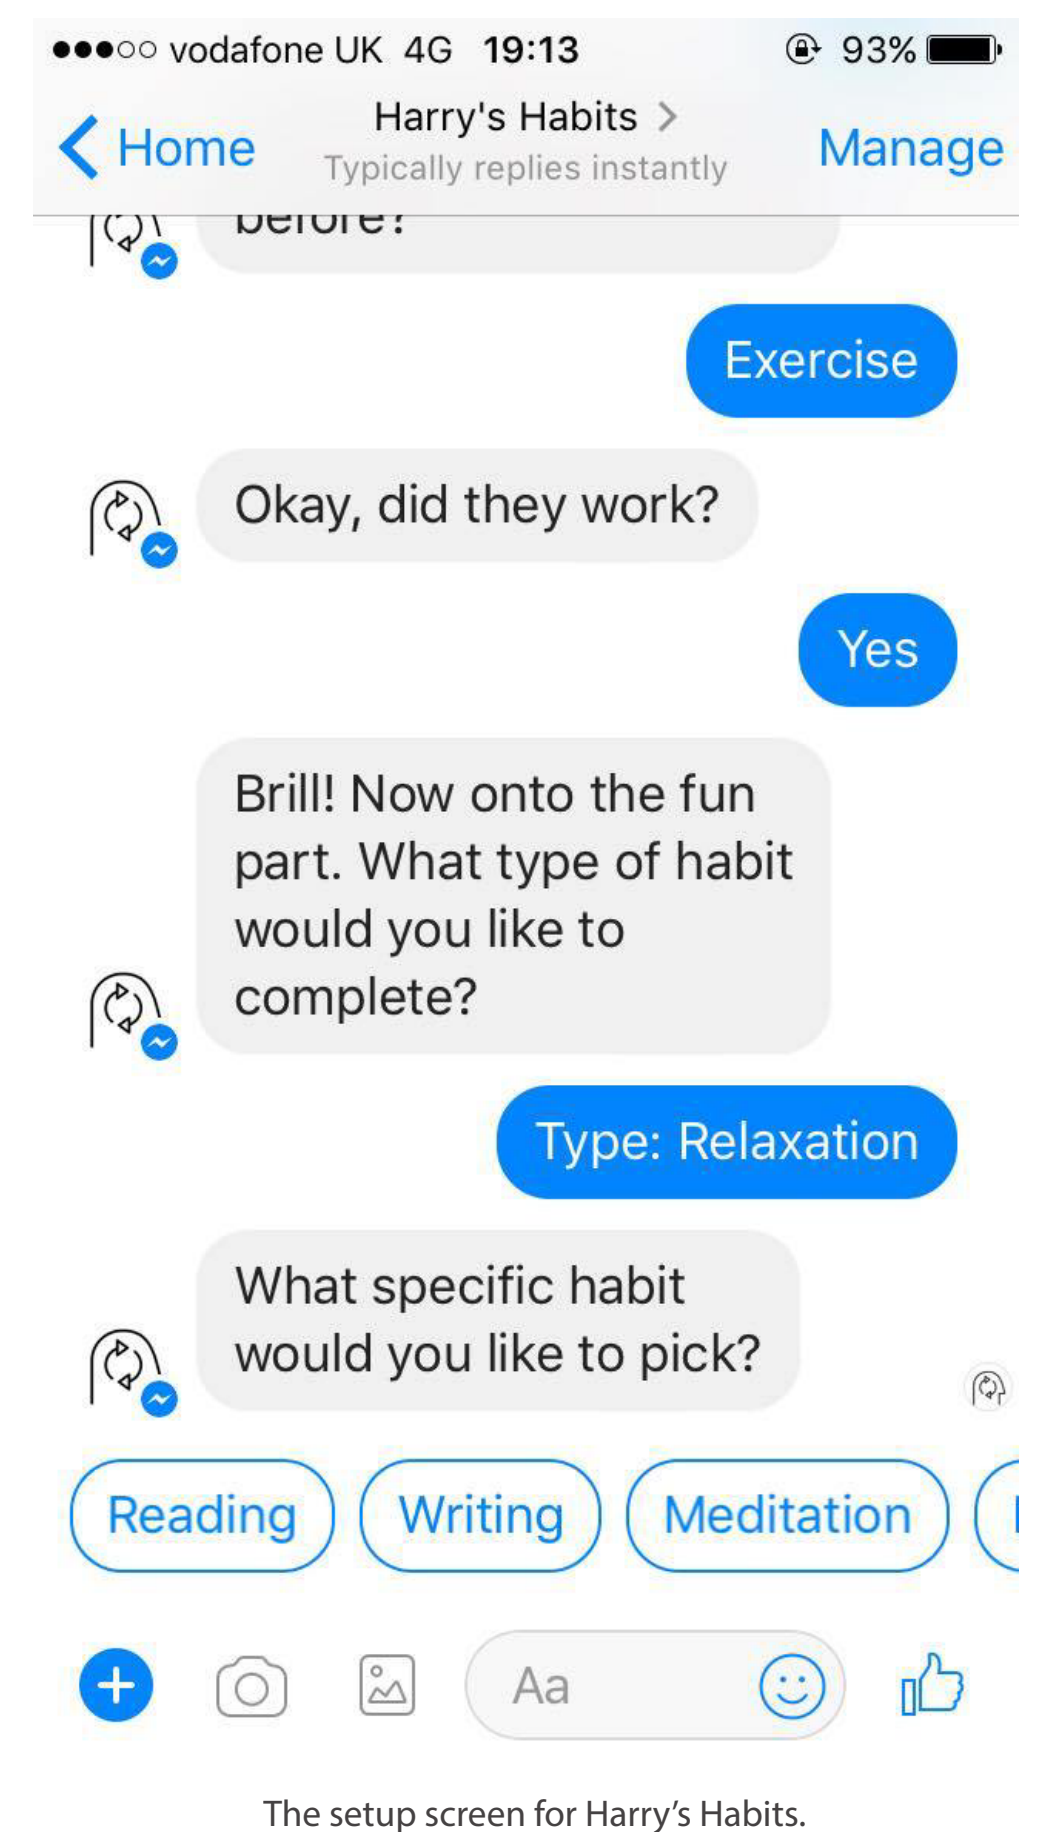 vodafone UK 4G 19:13 93%
Home
Harry's Habits
Typically replies instantly
Manage
before?
Exercise
Okay, did they work?
Yes
Brill! Now onto the fun
part. What type of habit
would you like to
complete?
Type: Relaxation
What specific habit
would you like to pick?
Reading Writing Meditation
Aa
The setup screen for Harry’s Habits.